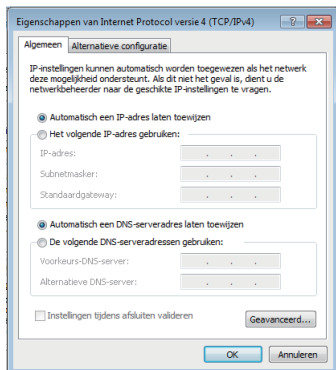 Eigenschappen van Internet Protocol versie 4 (TCP/IPv4)
Algemeen Alternatieve configuratie
IP-instellingen kunnen automatisch worden toegewezen als het netwerk
deze mogelijkheid ondersteunt. Als dit niet het geval is, dient u de
netwerkbeheerder naar de geschikte IP-instellingen te vragen.
Automatisch een IP-adres laten toewijzen
Het volgende IP-adres gebruiken:
IP-adres: . . .
Subnetmasker: . . .
Standaardgateway: . . .
Automatisch een DNS-serveradres laten toewijzen
De volgende DNS-serveradressen gebruiken:
Voorkeurs-DNS-server: . . .
Alternatieve DNS-server: . . .
Instellingen tijdens afsluiten valideren
Geavanceerd...
OK Annuleren